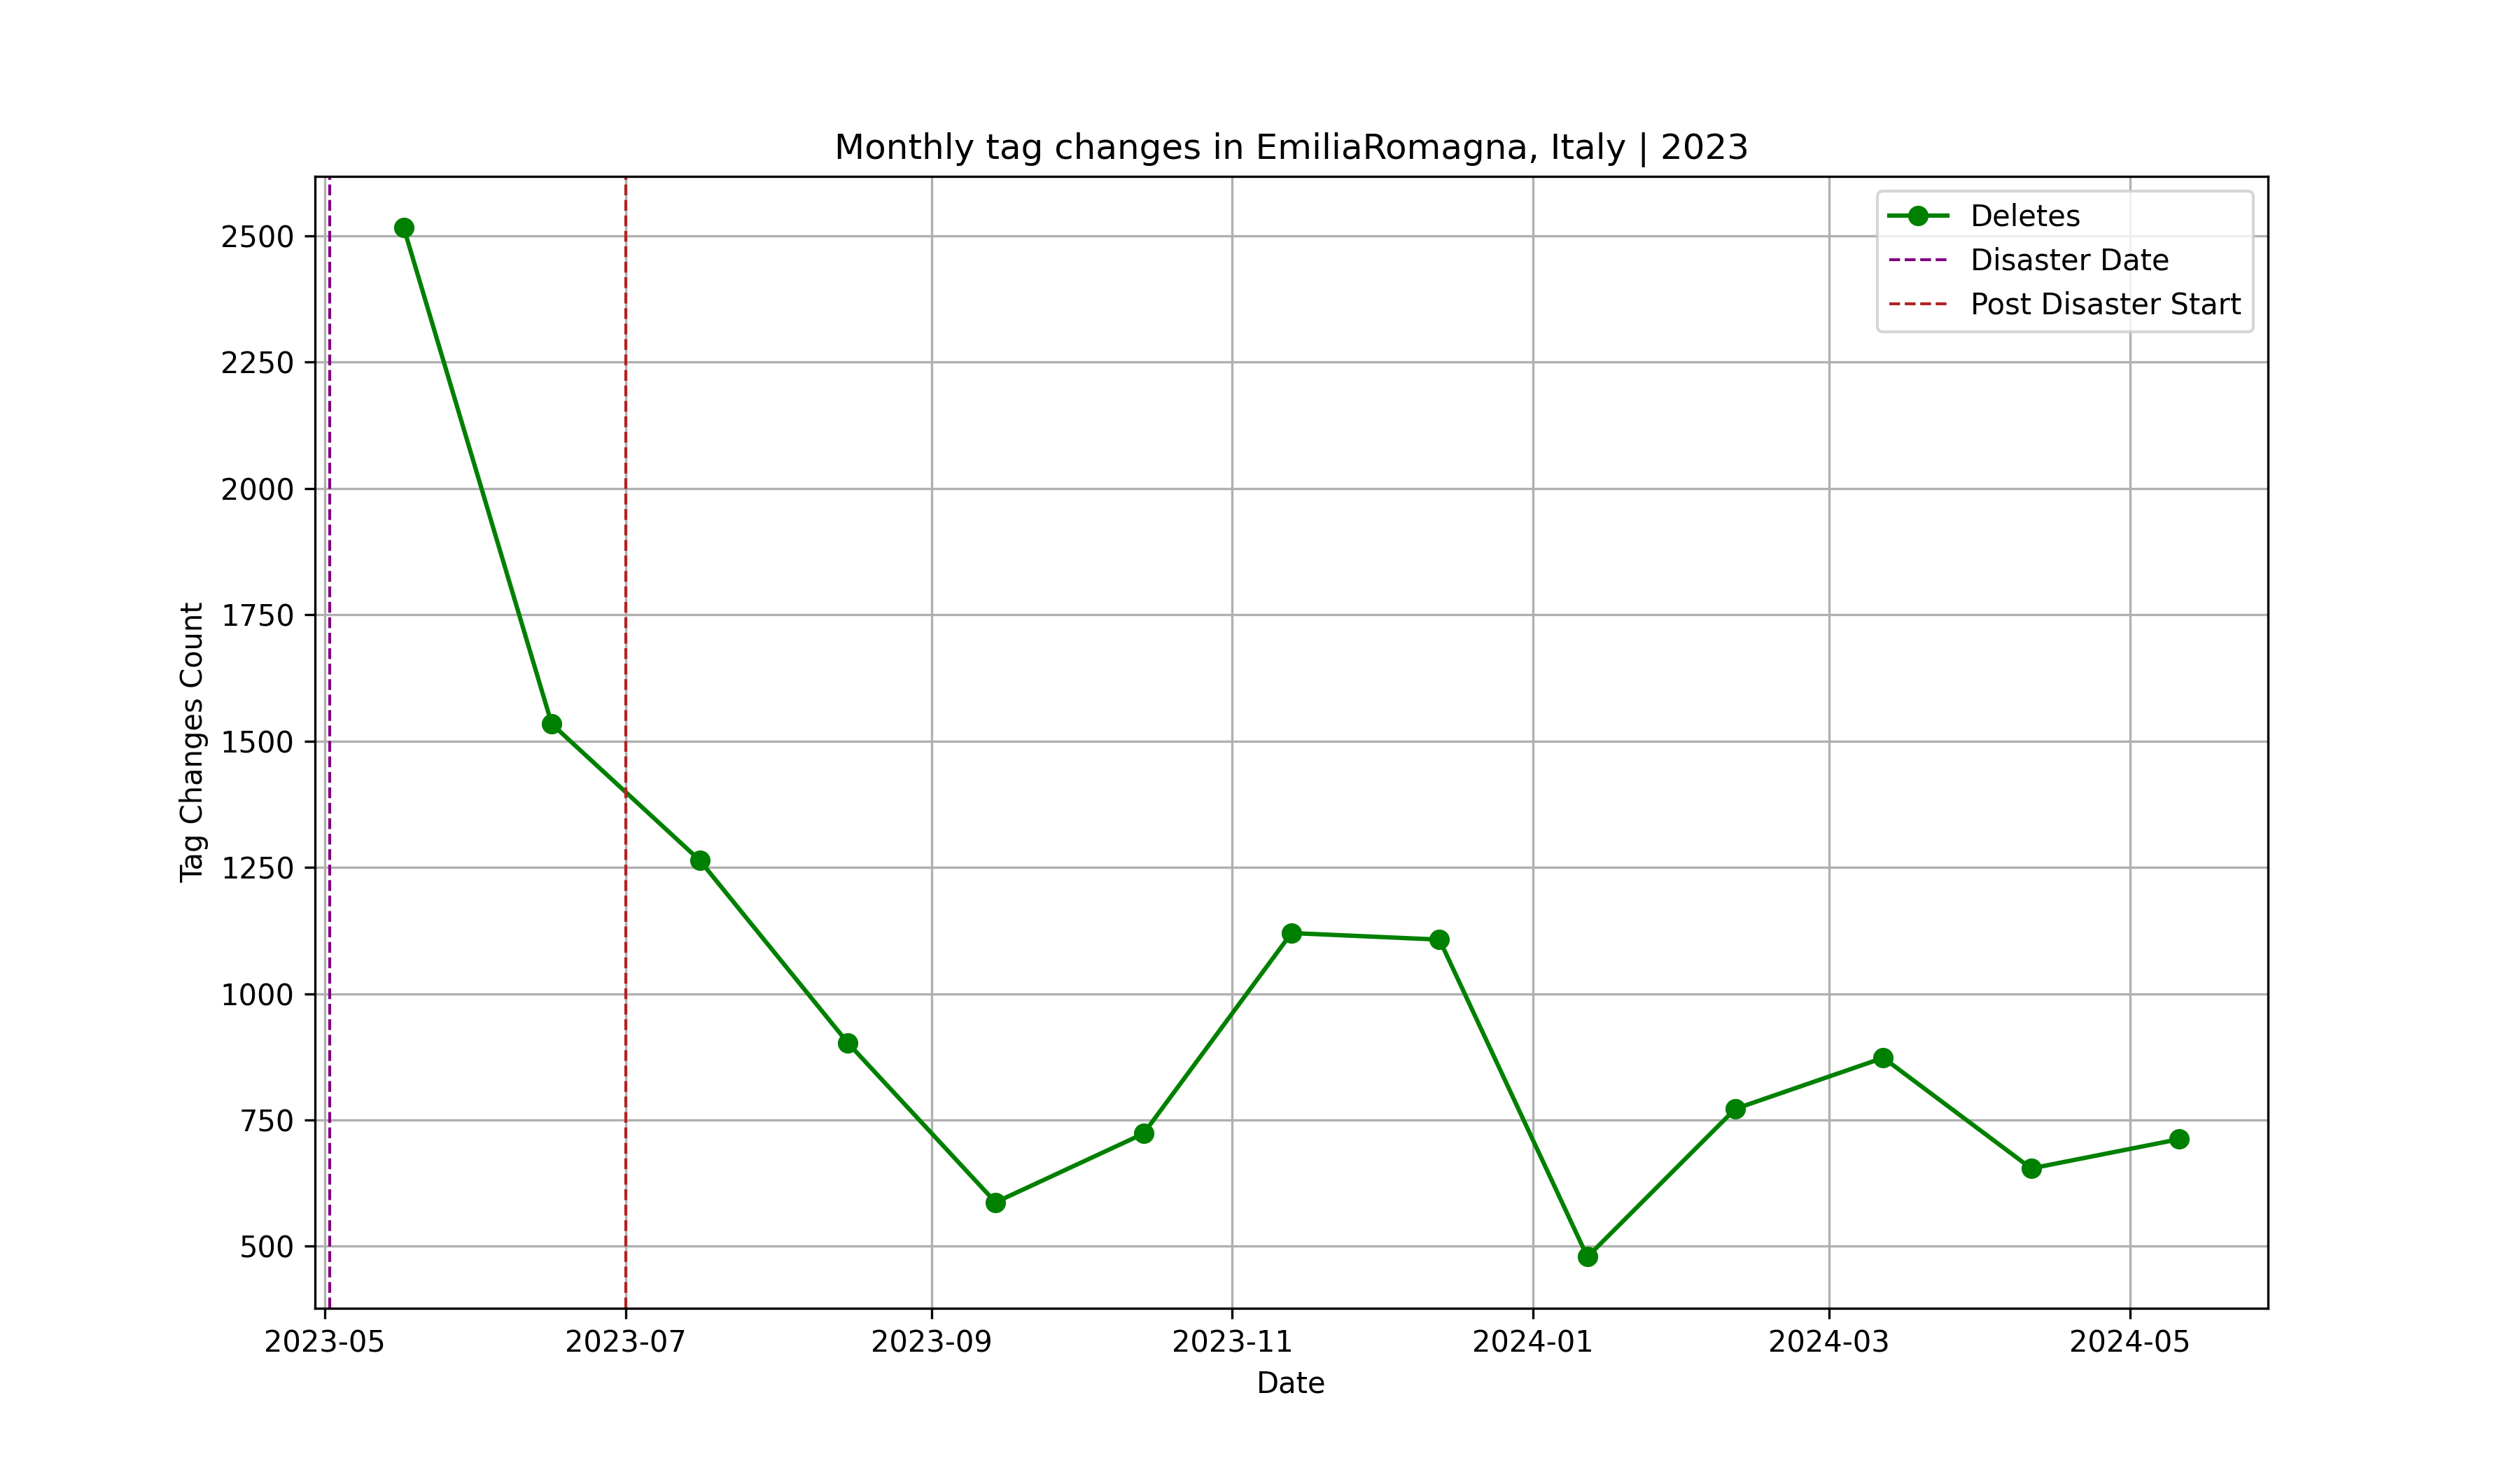 Monthly tag changes in EmiliaRomagna, Italy | 2023
Deletes
Disaster Date
Post Disaster Start
Tag Changes Count
2500
2250
2000
1750
1500
1250
1000
750
500
2023-05
2023-07
2023-09
2023-11
2024-01
2024-03
2024-05
Date